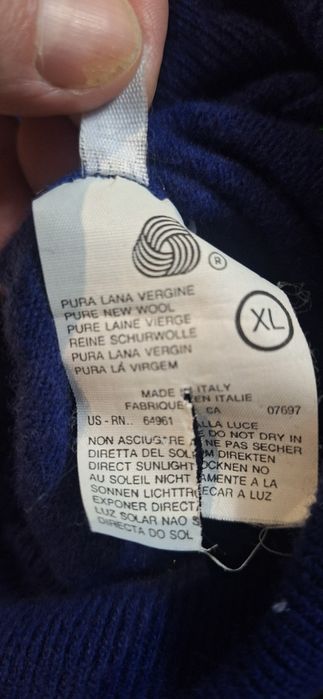 ®
XL
PURA LANA VERGINE
PURE NEW WOOL
PURE LAINE VIERGE
REINE SCHURWOLLE
PURA LANA VERGIN
PURA LÃ VIRGEM
MADE ITALY
FABRIQUE EN ITALIE
US - RN.. 64961 CA 07697
NON ASCIUG RE ALLA LUCE
DIRETTA DEL SOL E DO NOT DRY IN
DIRECT SUNLIGHT NE PAS SECHER
AU SOLEIL NICHT M DIREKTEN
SONNEN LICHTTR OCKNEN NO
EXPONER DIRECT AMENTE A LA
LUZ SOLAR NAO S ECAR A LUZ
DIRECTA DO SOL